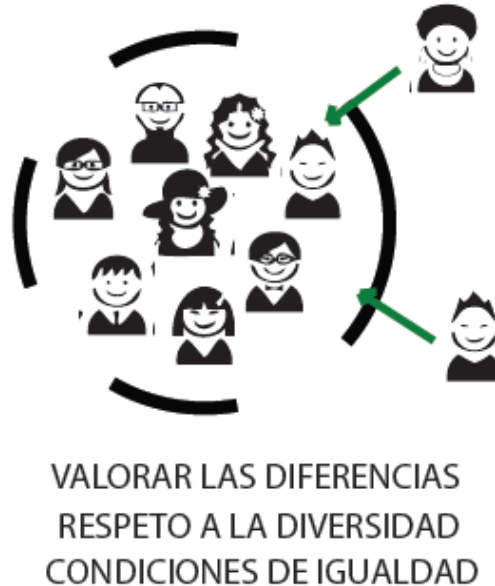 VALORAR LAS DIFERENCIAS
RESPETO A LA DIVERSIDAD
CONDICIONES DE IGUALDAD